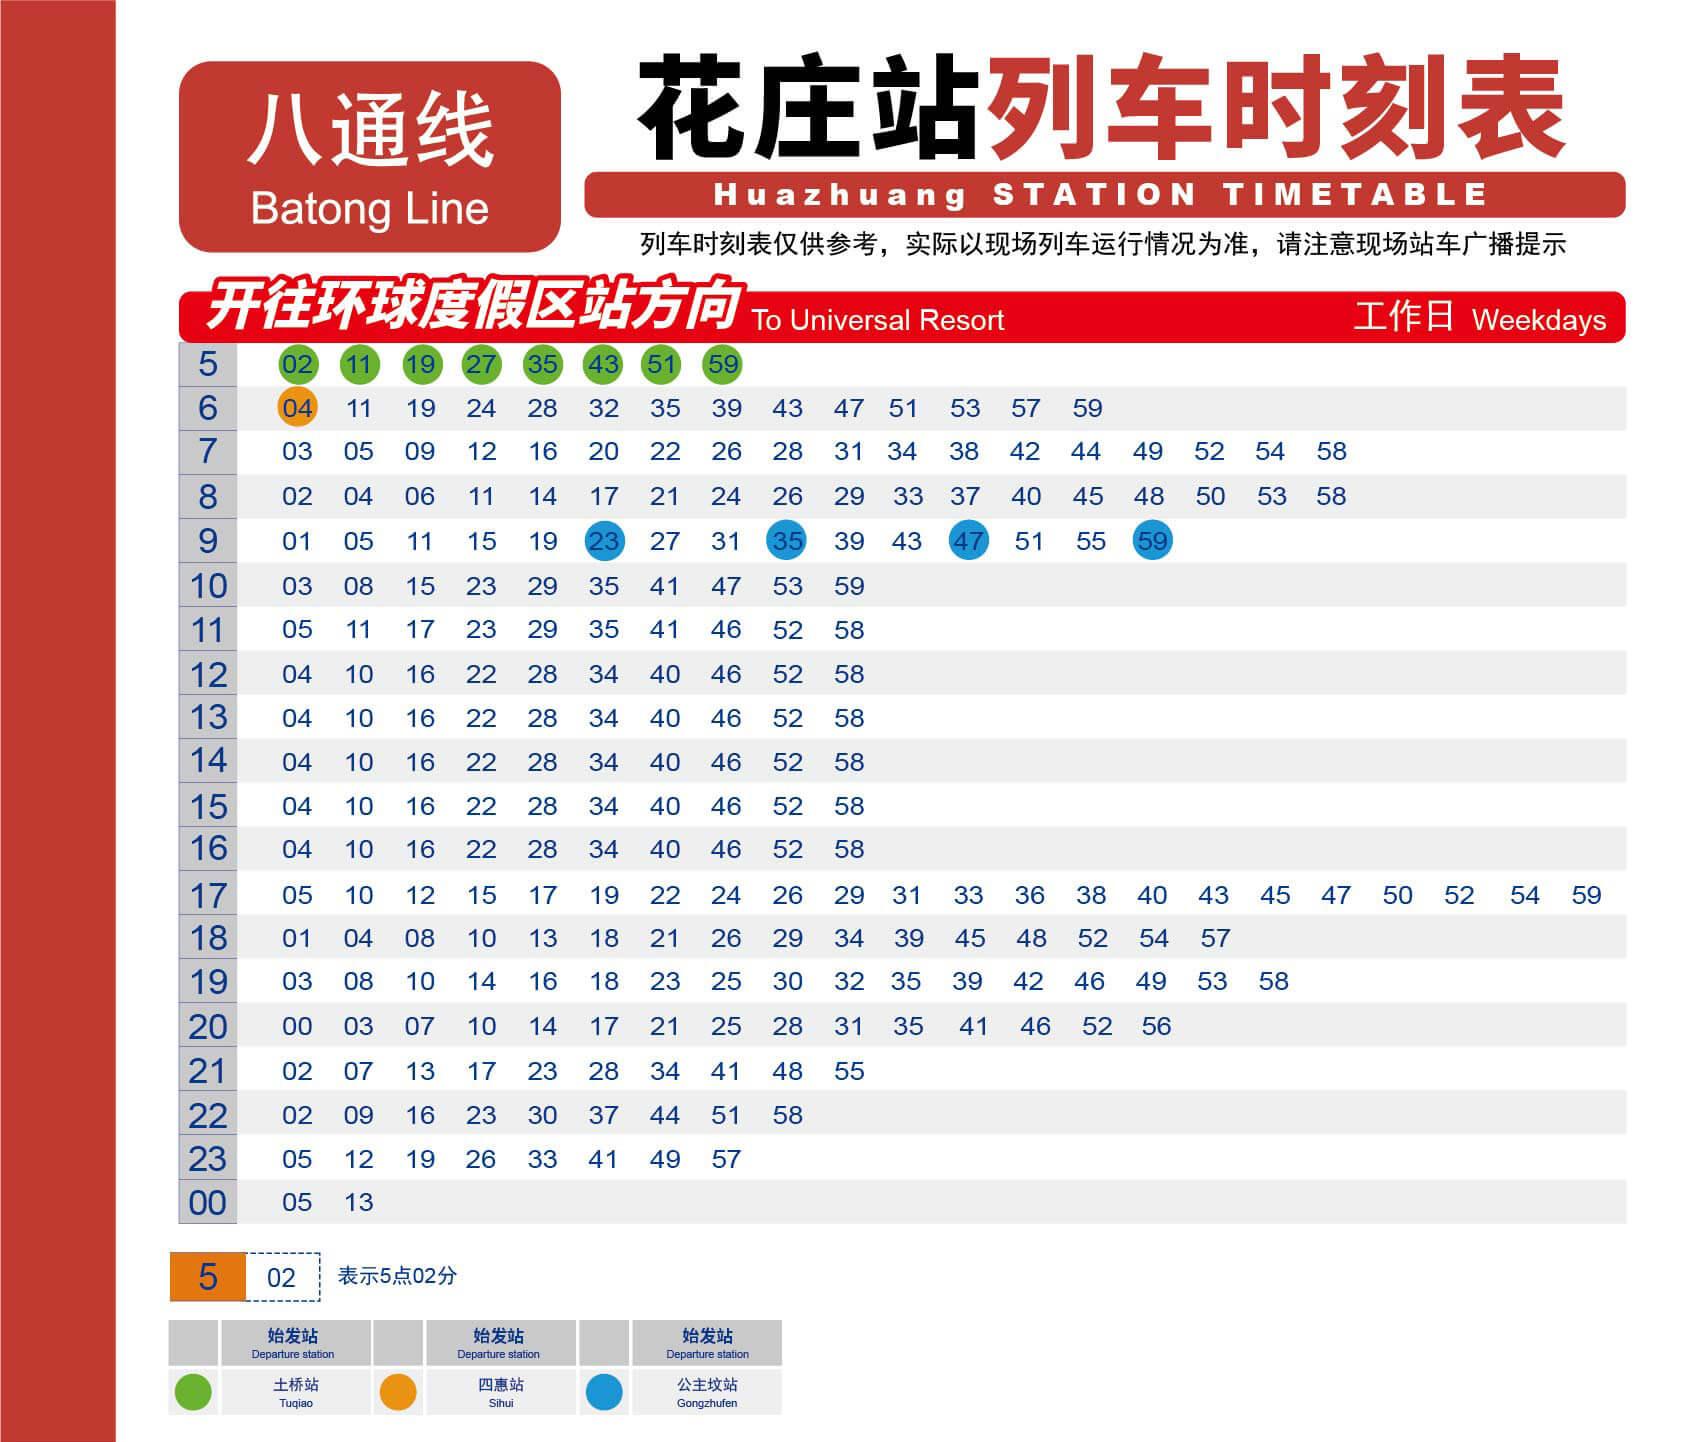 八通线
Batong Line
花庄站列车时刻表
Huazhuang STATION TIMETABLE
列车时刻表仅供参考，实际以现场列车运行情况为准，请注意现场站车广播提示
开往环球度假区站方向 To Universal Resort 工作日 Weekdays
5 02 11 19 27 35 43 51 59
6 04 11 19 24 28 32 35 39 43 47 51 53 57 59
7 03 05 09 12 16 20 22 26 28 31 34 38 42 44 49 52 54 58
8 02 04 06 11 14 17 21 24 26 29 33 37 40 45 48 50 53 58
9 01 05 11 15 19 23 27 31 35 39 43 47 51 55 59
10 03 08 15 23 29 35 41 47 53 59
11 05 11 17 23 29 35 41 46 52 58
12 04 10 16 22 28 34 40 46 52 58
13 04 10 16 22 28 34 40 46 52 58
14 04 10 16 22 28 34 40 46 52 58
15 04 10 16 22 28 34 40 46 52 58
16 04 10 16 22 28 34 40 46 52 58
17 05 10 12 15 17 19 22 24 26 29 31 33 36 38 40 43 45 47 50 52 54 59
18 01 04 08 10 13 18 21 26 29 34 39 45 48 52 54 57
19 03 08 10 14 16 18 23 25 30 32 35 39 42 46 49 53 58
20 00 03 07 10 14 17 21 25 28 31 35 41 46 52 56
21 02 07 13 17 23 28 34 41 48 55
22 02 09 16 23 30 37 44 51 58
23 05 12 19 26 33 41 49 57
00 05 13
5 02 表示5点02分
始发站 始发站 始发站
Departure station Departure station Departure station
土桥站 四惠站 公主坟站
Tuqiao Sihui Gongzhufen